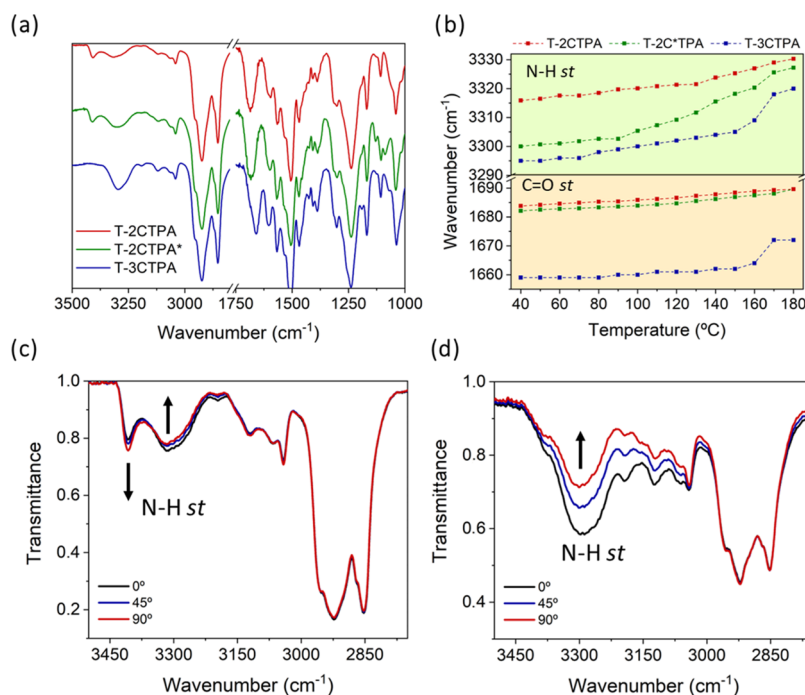 (a)
T-2CTPA
T-2CTPA*
T-3CTPA
3500 3000 1750 1500 1250 1000
Wavenumber (cm-1)
(b)
T-2CTPA T-2C*TPA T-3CTPA
N-H st
3330
3320
3310
3300
3290
C=O st
1690
1680
1670
1660
Wavenumber (cm-1)
40 60 80 100 120 140 160 180
Temperature (ºC)
(c)
1.0
0.8
0.6
0.4
0.2
Transmittance
N-H st
0º
45º
90º
3450 3300 3150 3000 2850
Wavenumber (cm-1)
(d)
1.0
0.8
0.6
0.4
Transmittance
N-H st
0º
45º
90º
3450 3300 3150 3000 2850
Wavenumber (cm-1)